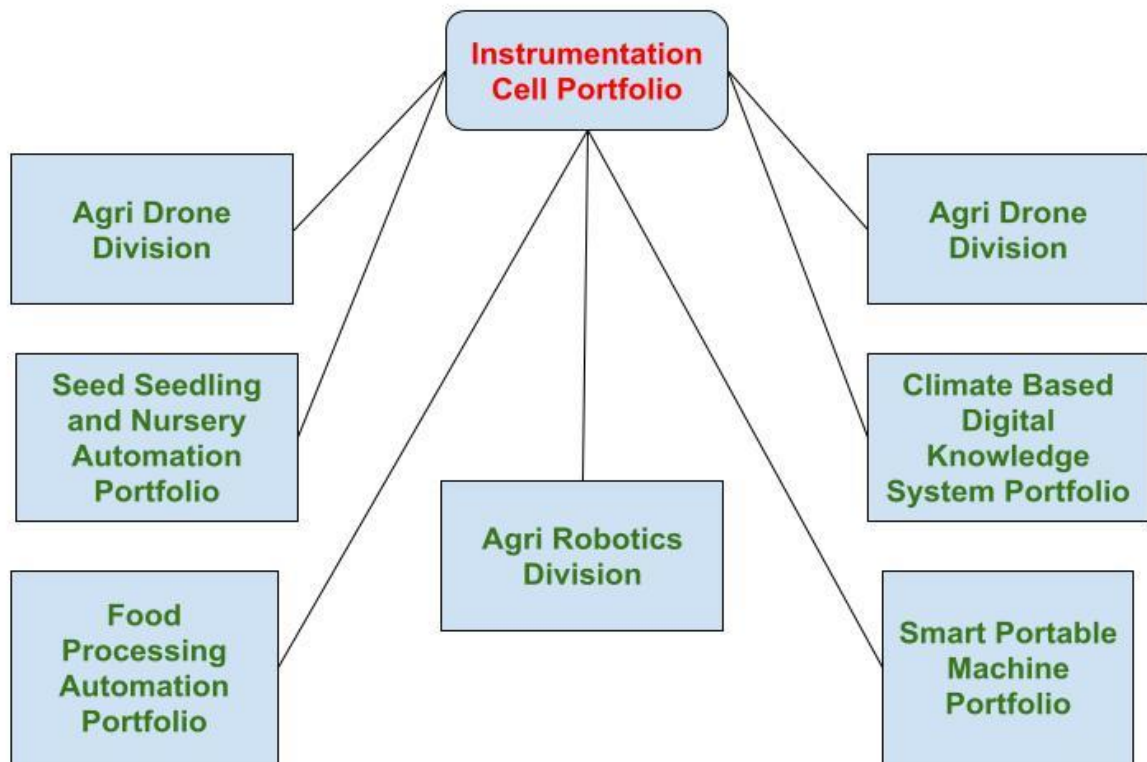 Instrumentation
Cell Portfolio
Agri Drone
Division
Agri Drone
Division
Seed Seedling
and Nursery
Automation
Portfolio
Climate Based
Digital
Knowledge
System Portfolio
Agri Robotics
Division
Food
Processing
Automation
Portfolio
Smart Portable
Machine
Portfolio